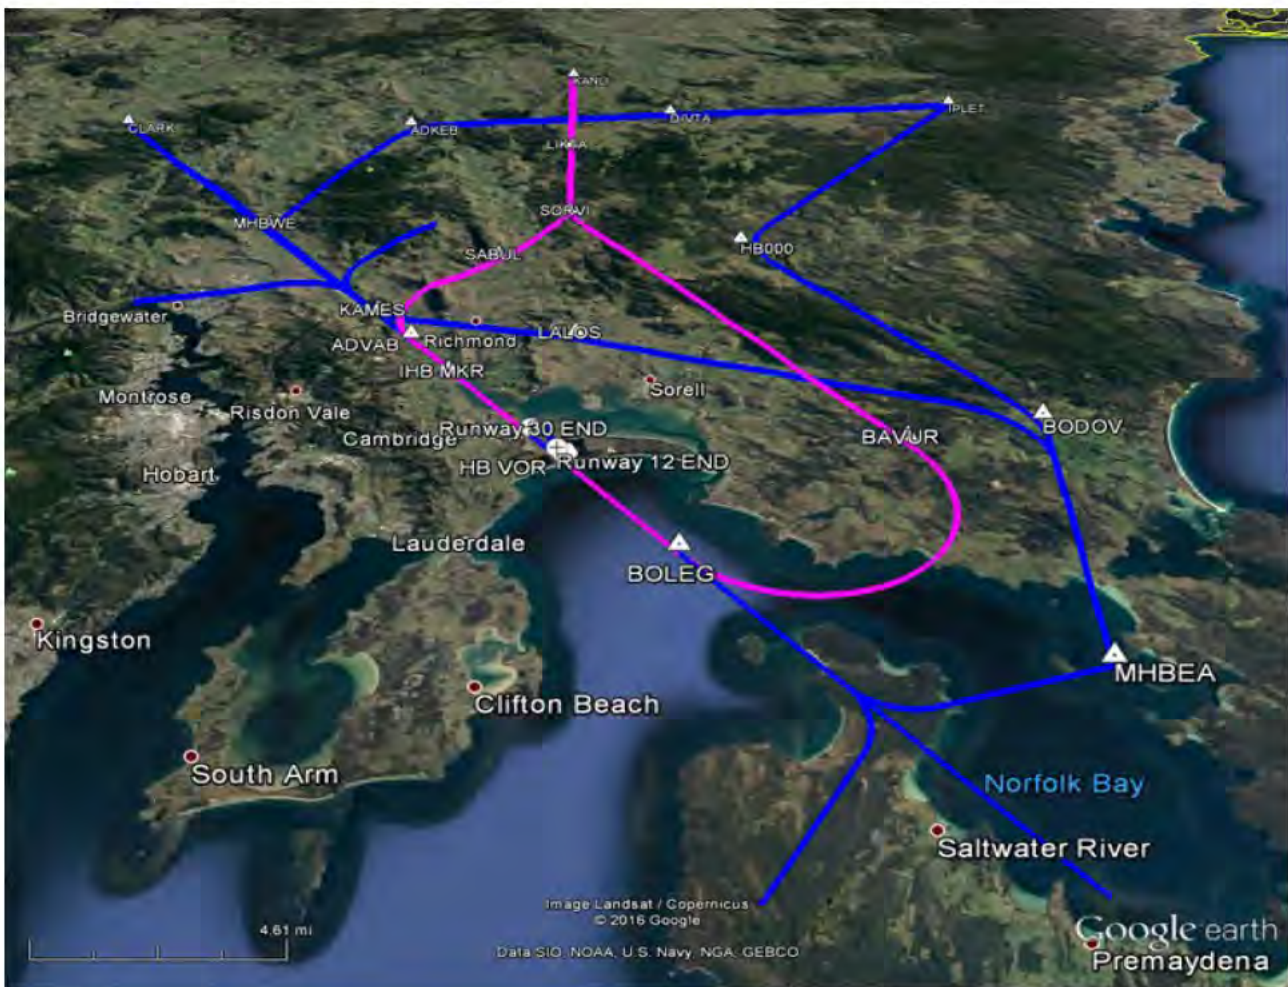 KANLI
IPLET
DIVTA
CLARK
ADKEB
LIKSA
SORVI
MHBWE
HB000
SABUL
KAMES
Bridgewater
LALOS
ADVAB
Richmond
IHB MKR
Sorell
Montrose
Risdon Vale
BODOV
Runway 30 END
Cambridge
BAVUR
HB VOR
Runway 12 END
Hobart
Lauderdale
BOLEG
Kingston
MHBEA
Clifton Beach
South Arm
Norfolk Bay
Saltwater River
Image Landsat / Copernicus
© 2016 Google
4.61 mi
Data SIO, NOAA, U.S. Navy, NGA, GEBCO
Google earth
Premaydena